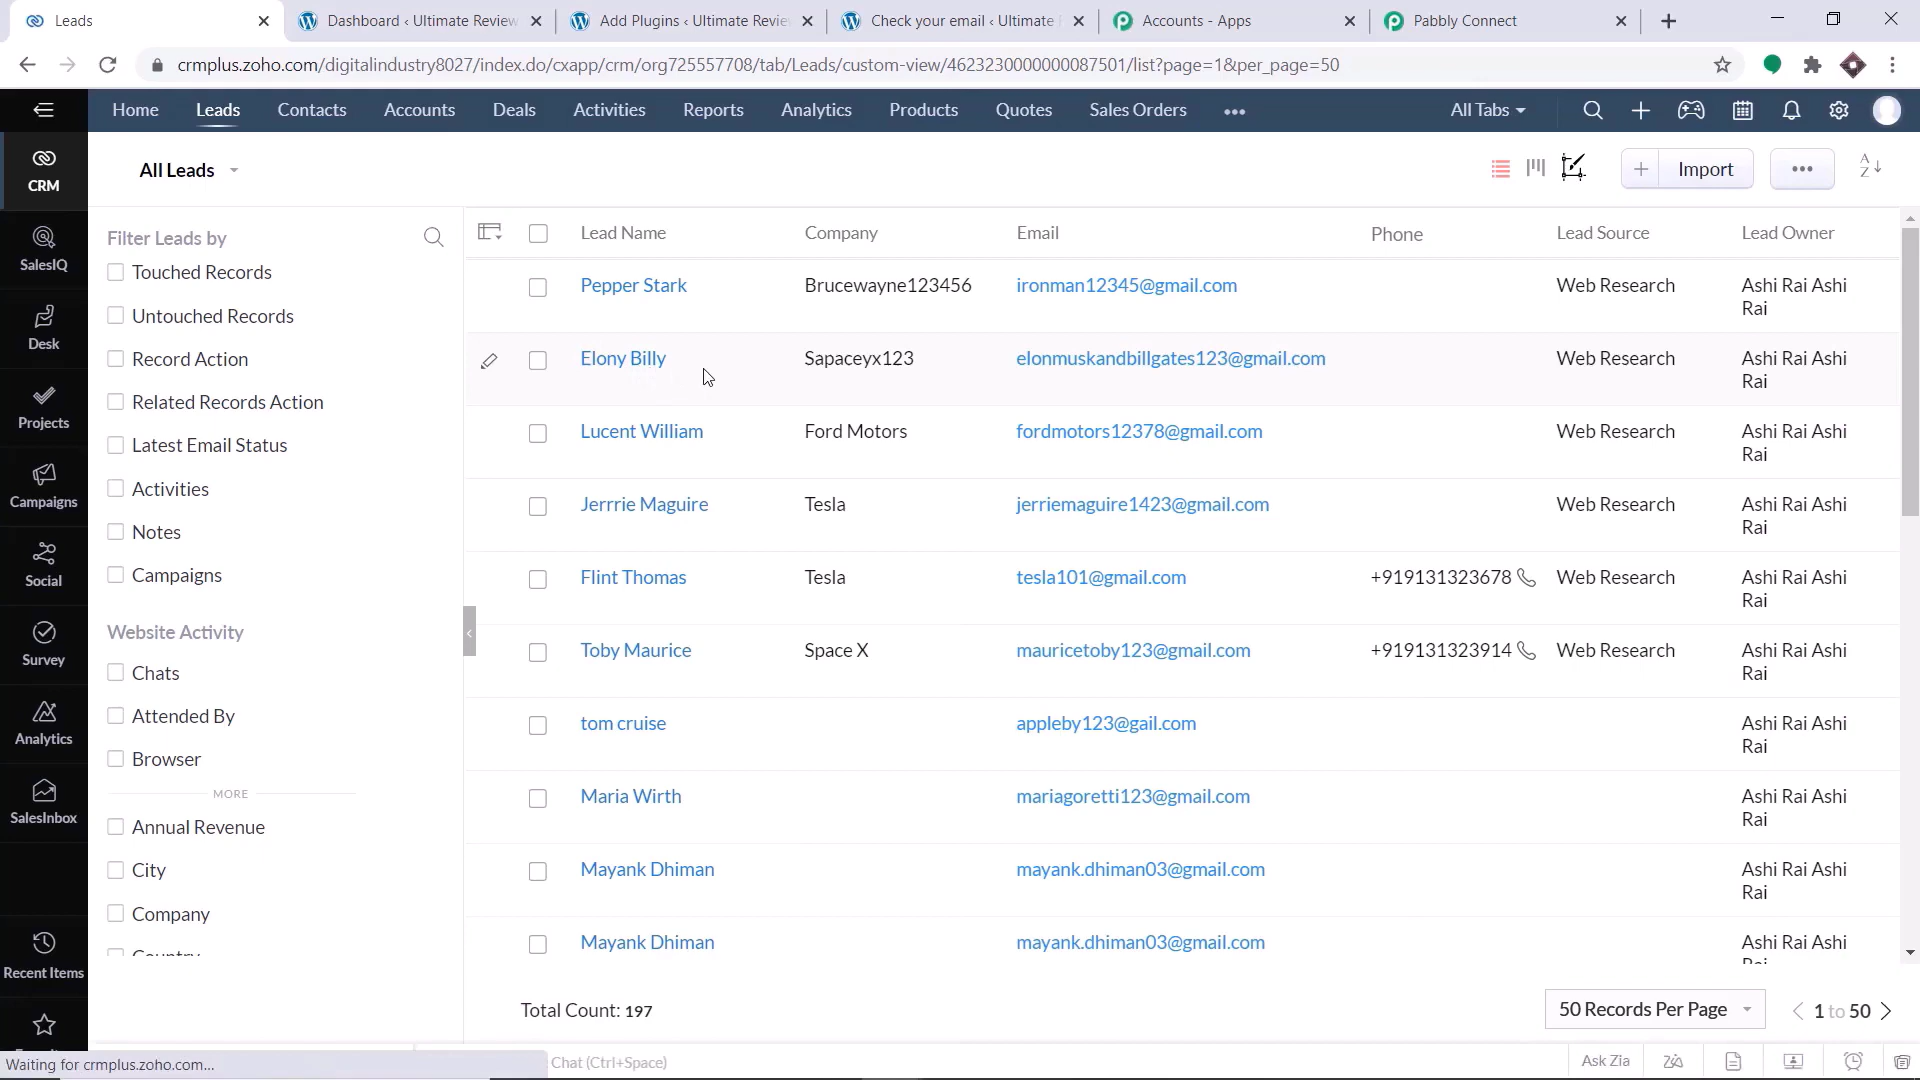 Leads
Dashboard ‹ Ultimate Review
Add Plugins ‹ Ultimate Revie
Check your email ‹ Ultimate
Accounts - Apps
Pabbly Connect
crmplus.zoho.com/digitalindustry8027/index.do/cxapp/crm/org725557708/tab/Leads/custom-view/4623230000000087501/list?page=1&per_page=50
Home
Leads
Contacts
Accounts
Deals
Activities
Reports
Analytics
Products
Quotes
Sales Orders
All Tabs
CRM
SalesIQ
Desk
Projects
Campaigns
Social
Survey
Analytics
SalesInbox
Recent Items
All Leads
Import
A
Z
Filter Leads by
Touched Records
Untouched Records
Record Action
Related Records Action
Latest Email Status
Activities
Notes
Campaigns
Website Activity
Chats
Attended By
Browser
MORE
Annual Revenue
City
Company
Country
Lead Name Company Email Phone Lead Source Lead Owner
Pepper Stark Brucewayne123456 ironman12345@gmail.com Web Research Ashi Rai Ashi
Rai
Elony Billy Sapaceyx123 elonmuskandbillgates123@gmail.com Web Research Ashi Rai Ashi
Rai
Lucent William Ford Motors fordmotors12378@gmail.com Web Research Ashi Rai Ashi
Rai
Jerrrie Maguire Tesla jerriemaguire1423@gmail.com Web Research Ashi Rai Ashi
Rai
Flint Thomas Tesla tesla101@gmail.com +919131323678 Web Research Ashi Rai Ashi
Rai
Toby Maurice Space X mauricetoby123@gmail.com +919131323914 Web Research Ashi Rai Ashi
Rai
tom cruise appleby123@gail.com Ashi Rai Ashi
Rai
Maria Wirth mariagoretti123@gmail.com Ashi Rai Ashi
Rai
Mayank Dhiman mayank.dhiman03@gmail.com Ashi Rai Ashi
Rai
Mayank Dhiman mayank.dhiman03@gmail.com Ashi Rai Ashi
Rai
Total Count: 197
50 Records Per Page
1 to 50
Waiting for crmplus.zoho.com...
Chat (Ctrl+Space)
Ask Zia